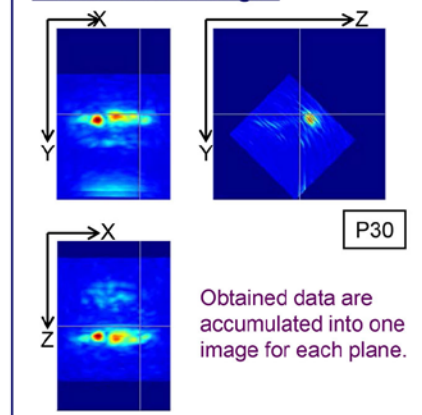 X
Z
Y
Y
P30
X
Z
Obtained data are
accumulated into one
image for each plane.